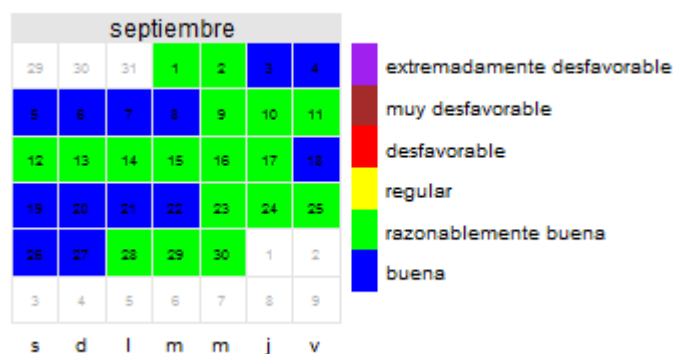 septiembre
29 30 31 1 2 3 4
5 6 7 8 9 10 11
12 13 14 15 16 17 18
19 20 21 22 23 24 25
26 27 28 29 30 1 2
3 4 5 6 7 8 9
s d l m m j v
extremadamente desfavorable
muy desfavorable
desfavorable
regular
razonablemente buena
buena